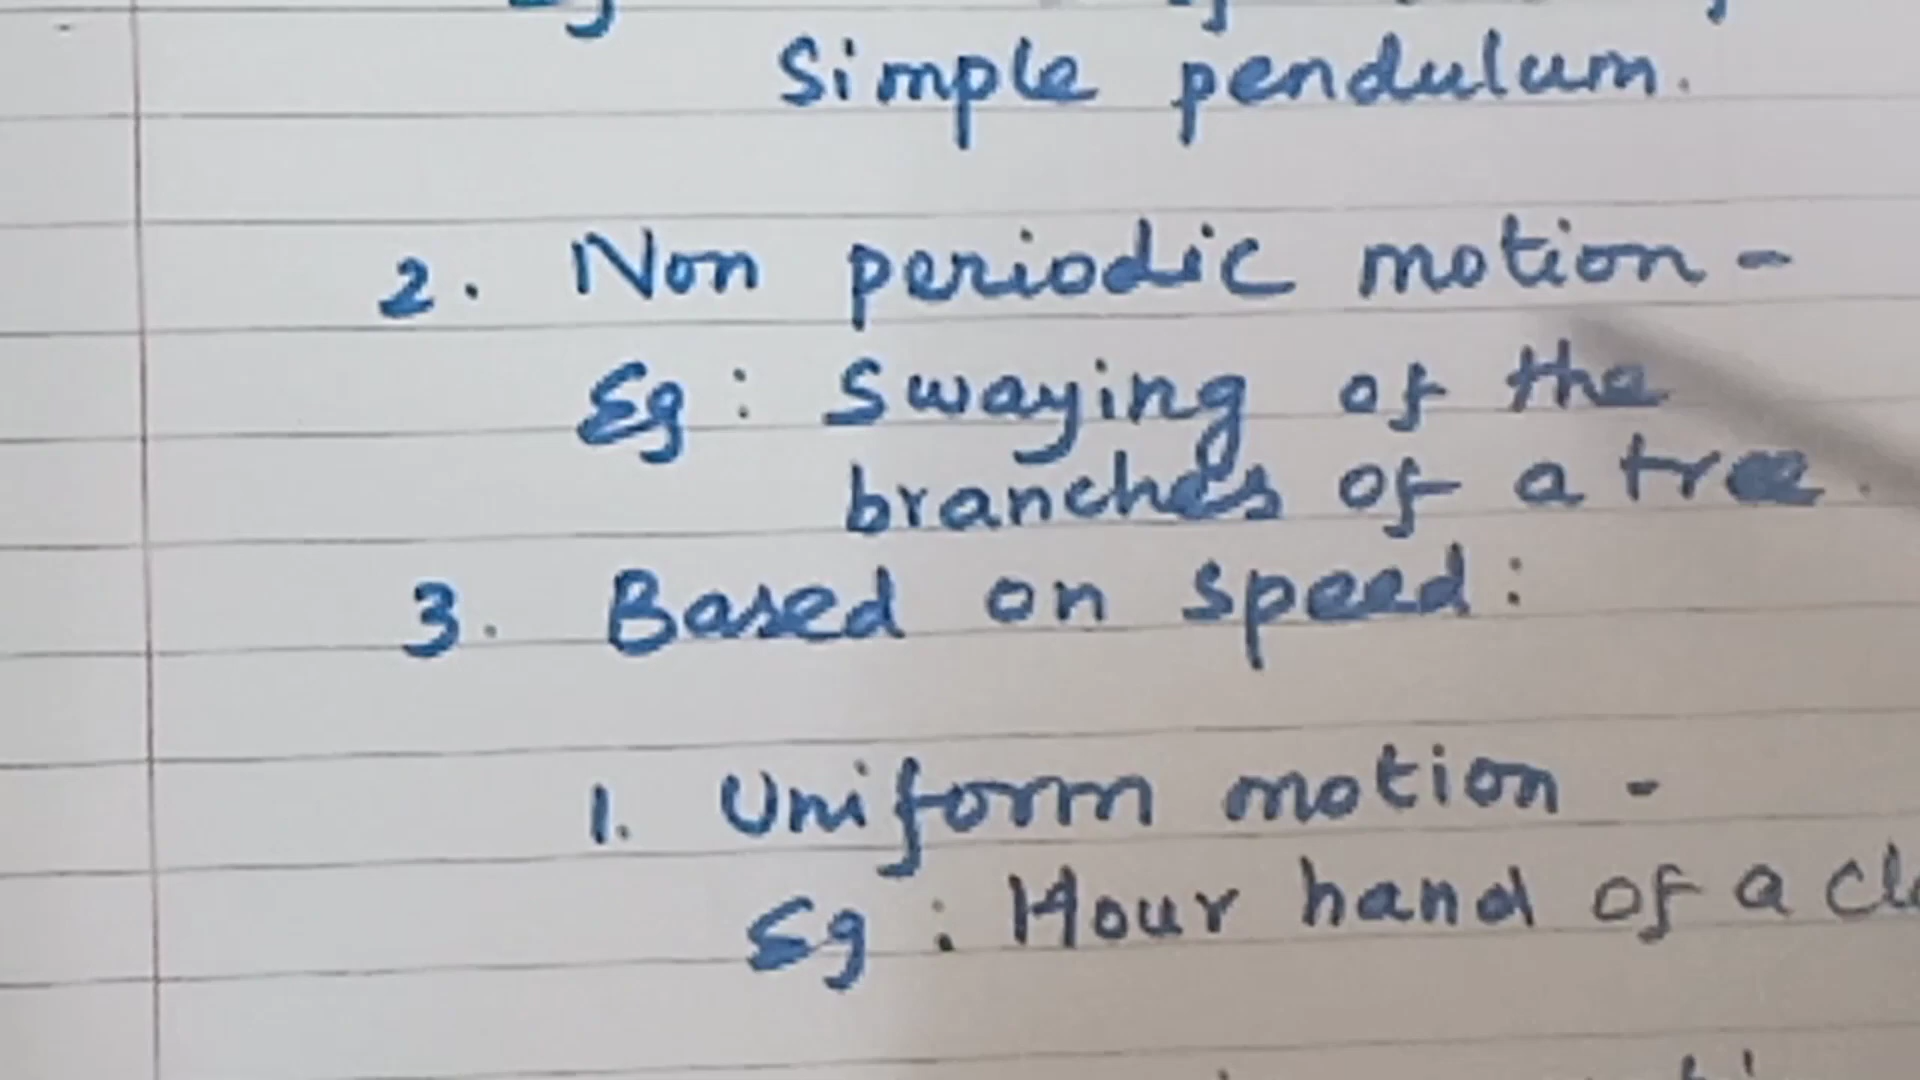 Simple pendulum.
2. Non periodic motion -
Eg: Swaying of the
branches of a tree.
3. Based on speed:
1. Uniform motion -
Eg: Hour hand of a